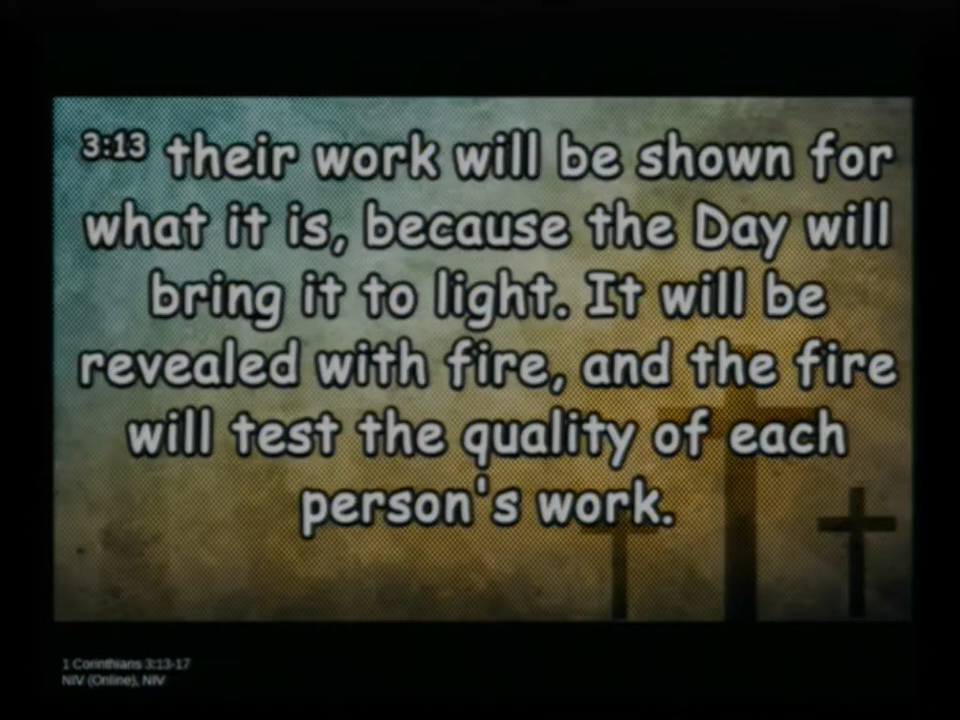 3:13 their work will be shown for
what it is, because the Day will
bring it to light. It will be
revealed with fire, and the fire
will test the quality of each
person's work.
1 Corinthians 3:13-17
NIV (Online), NIV